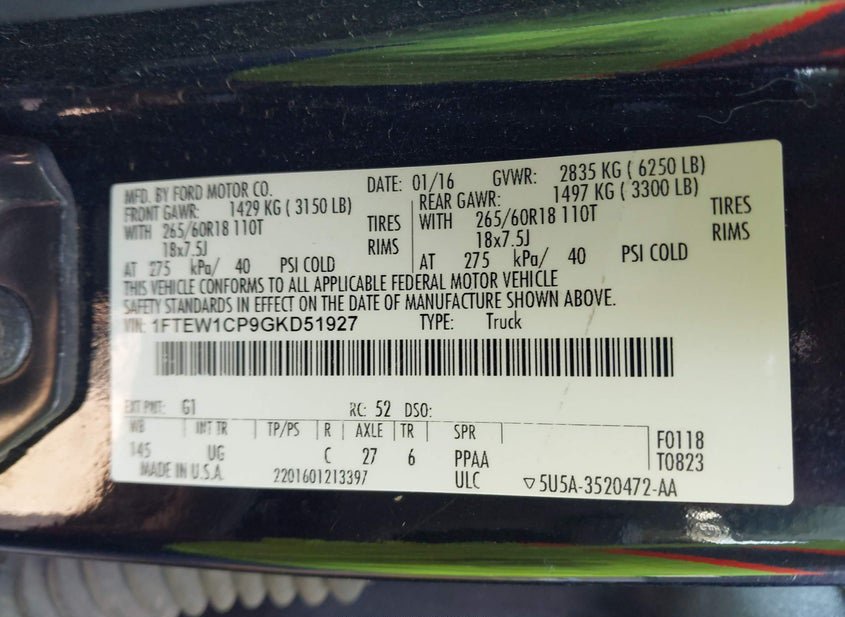 MFD. BY FORD MOTOR CO. DATE: 01/16 GVWR: 2835 KG ( 6250 LB)
FRONT GAWR: 1429 KG ( 3150 LB) REAR GAWR: 1497 KG ( 3300 LB)
WITH 265/60R18 110T TIRES WITH 265/60R18 110T TIRES
18x7.5J RIMS 18x7.5J RIMS
AT 275 kPa/ 40 PSI COLD AT 275 kPa/ 40 PSI COLD
THIS VEHICLE CONFORMS TO ALL APPLICABLE FEDERAL MOTOR VEHICLE
SAFETY STANDARDS IN EFFECT ON THE DATE OF MANUFACTURE SHOWN ABOVE.
VIN: 1FTEW1CP9GKD51927 TYPE: Truck
EXT PNT: G1 RC: 52 DSO:
WB INT TR TP/PS R AXLE TR SPR F0118
145 UG C 27 6 PPAA T0823
MADE IN U.S.A. 2201601213397 ULC ▽5U5A-3520472-AA